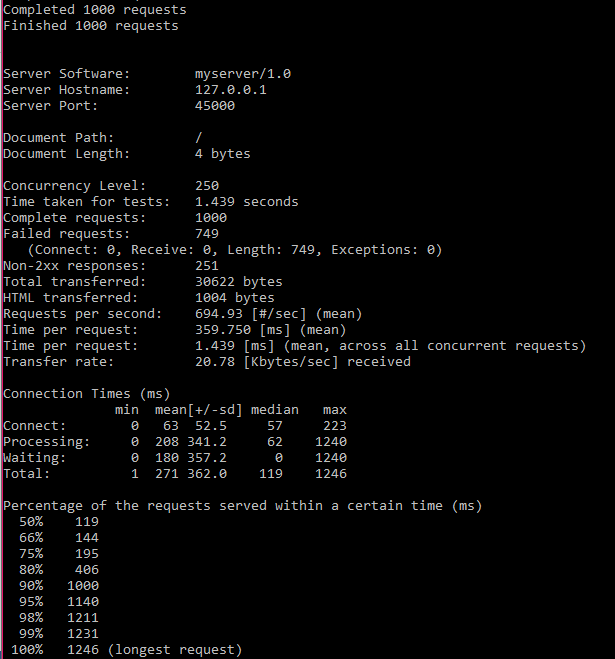 Completed 1000 requests
Finished 1000 requests
Server Software: myserver/1.0
Server Hostname: 127.0.0.1
Server Port: 45000
Document Path: /
Document Length: 4 bytes
Concurrency Level: 250
Time taken for tests: 1.439 seconds
Complete requests: 1000
Failed requests: 749
(Connect: 0, Receive: 0, Length: 749, Exceptions: 0)
Non-2xx responses: 251
Total transferred: 30622 bytes
HTML transferred: 1004 bytes
Requests per second: 694.93 [#/sec] (mean)
Time per request: 359.750 [ms] (mean)
Time per request: 1.439 [ms] (mean, across all concurrent requests)
Transfer rate: 20.78 [Kbytes/sec] received
Connection Times (ms)
min mean[+/-sd] median max
Connect: 0 63 52.5 57 223
Processing: 0 208 341.2 62 1240
Waiting: 0 180 357.2 0 1240
Total: 1 271 362.0 119 1246
Percentage of the requests served within a certain time (ms)
50% 119
66% 144
75% 195
80% 406
90% 1000
95% 1140
98% 1211
99% 1231
100% 1246 (longest request)